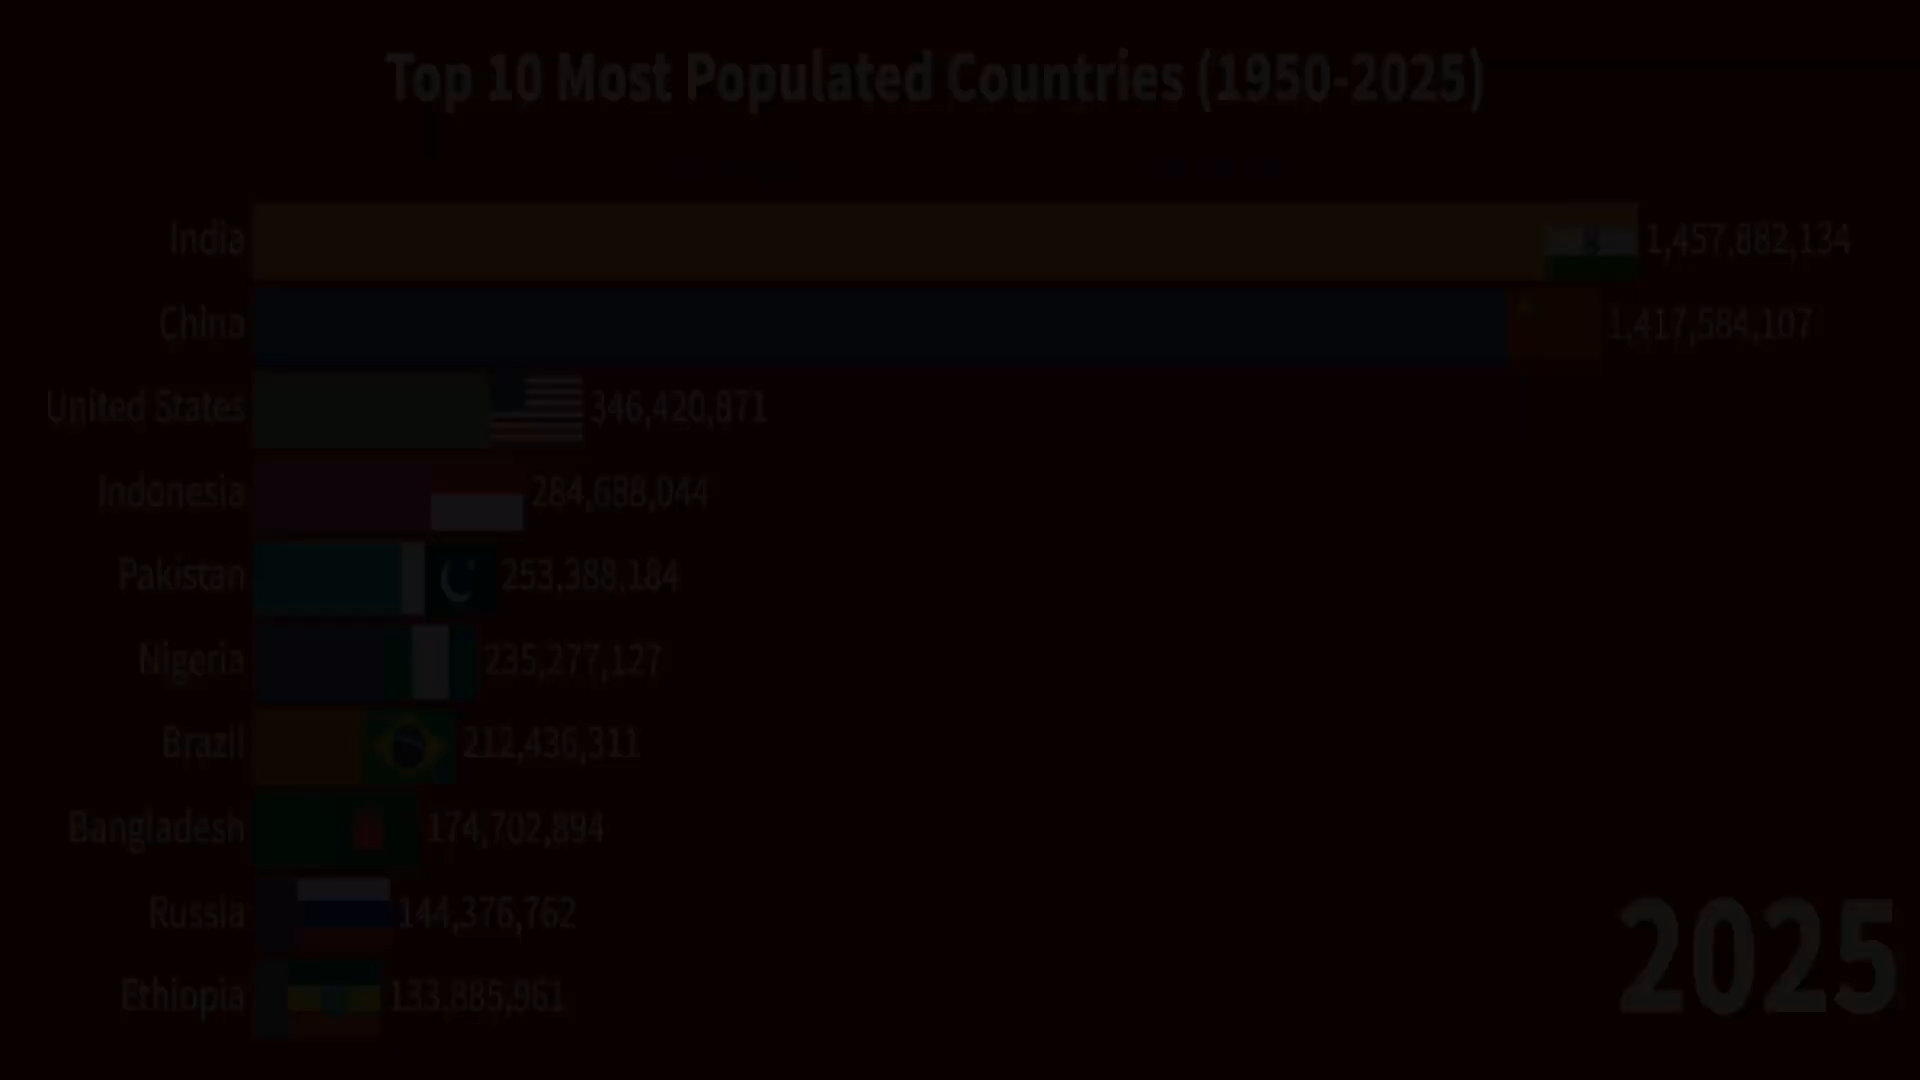 Top 10 Most Populated Countries (1950-2025)
India 1,457,882,134
China 1,417,584,107
United States 346,420,871
Indonesia 284,688,044
Pakistan 253,388,184
Nigeria 235,277,127
Brazil 212,436,311
Bangladesh 174,702,894
Russia 144,376,762
Ethiopia 133,885,961
2025